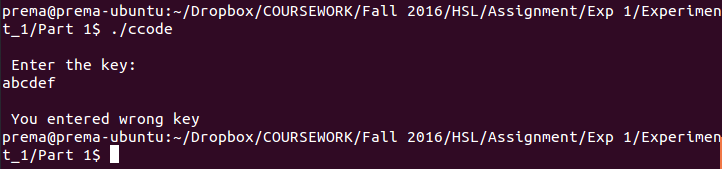 prema@prema-ubuntu:~/Dropbox/COURSEWORK/Fall 2016/HSL/Assignment/Exp 1/Experimen
t_1/Part 1$ ./ccode
Enter the key:
abcdef
You entered wrong key
prema@prema-ubuntu:~/Dropbox/COURSEWORK/Fall 2016/HSL/Assignment/Exp 1/Experimen
t_1/Part 1$